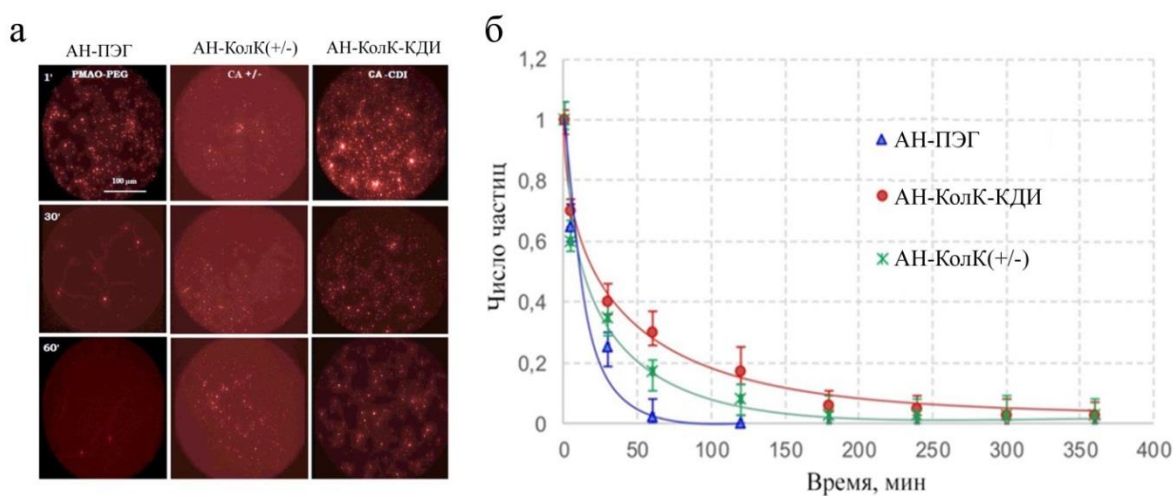 а
АН-ПЭГ
АН-КолК(+/-)
АН-КолК-КДИ
1'
PMAO-PEG
CA +/-
CA -CDI
100 µm
30'
60'
б
1,2
1
0,8
0,6
0,4
0,2
0
Число частиц
АН-ПЭГ
АН-КолК-КДИ
АН-КолК(+/-)
0
50
100
150
200
250
300
350
400
Время, мин